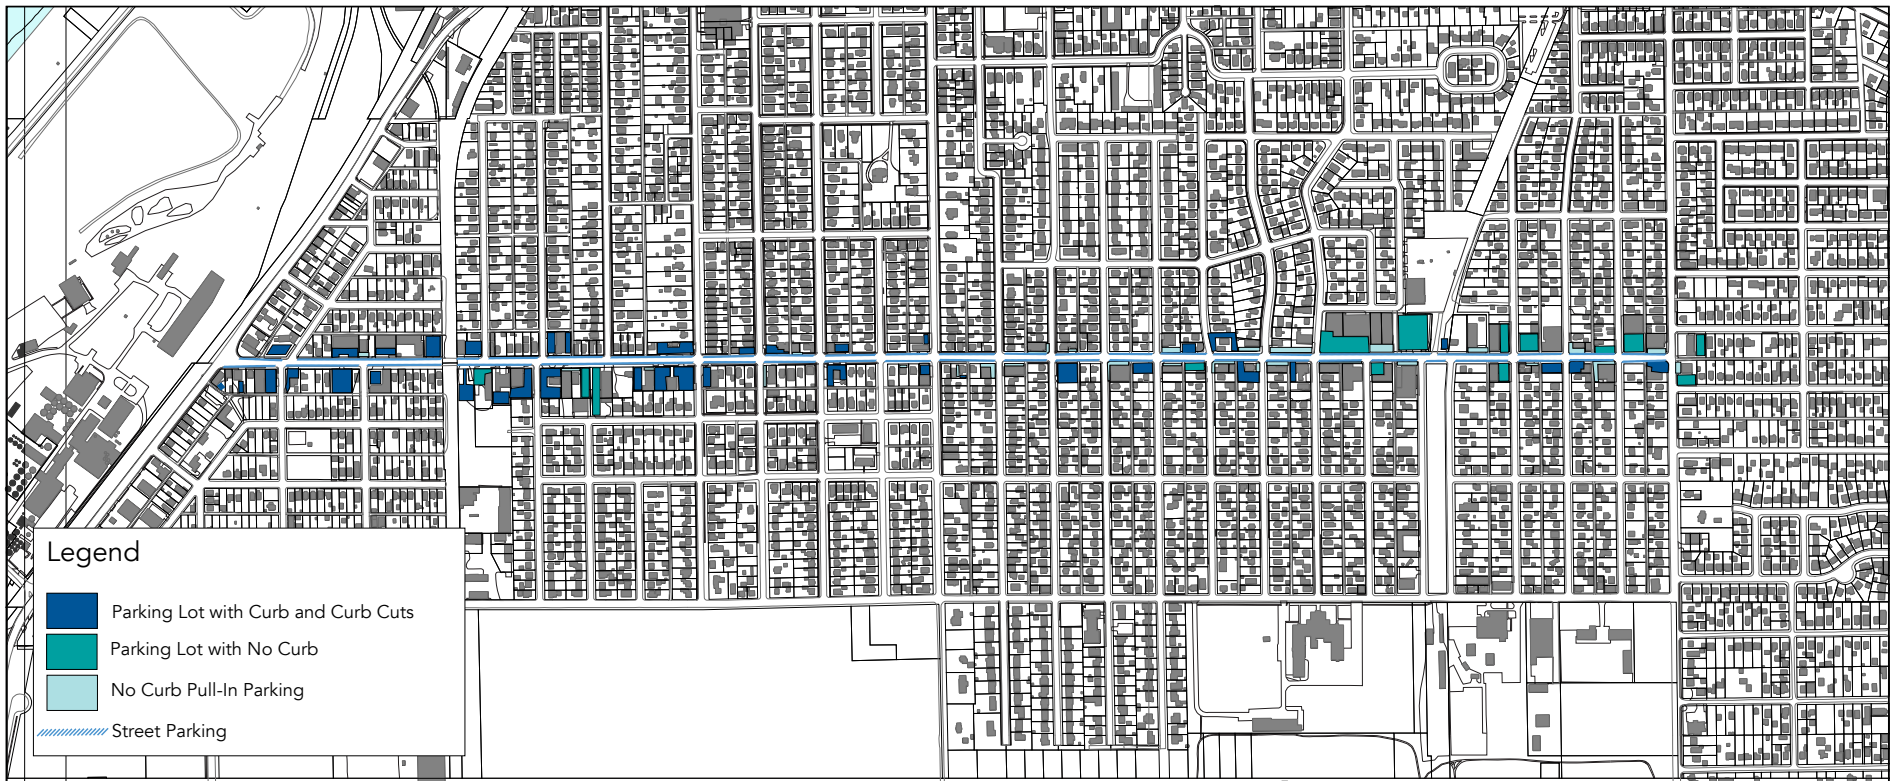 Legend
Parking Lot with Curb and Curb Cuts
Parking Lot with No Curb
No Curb Pull-In Parking
Street Parking